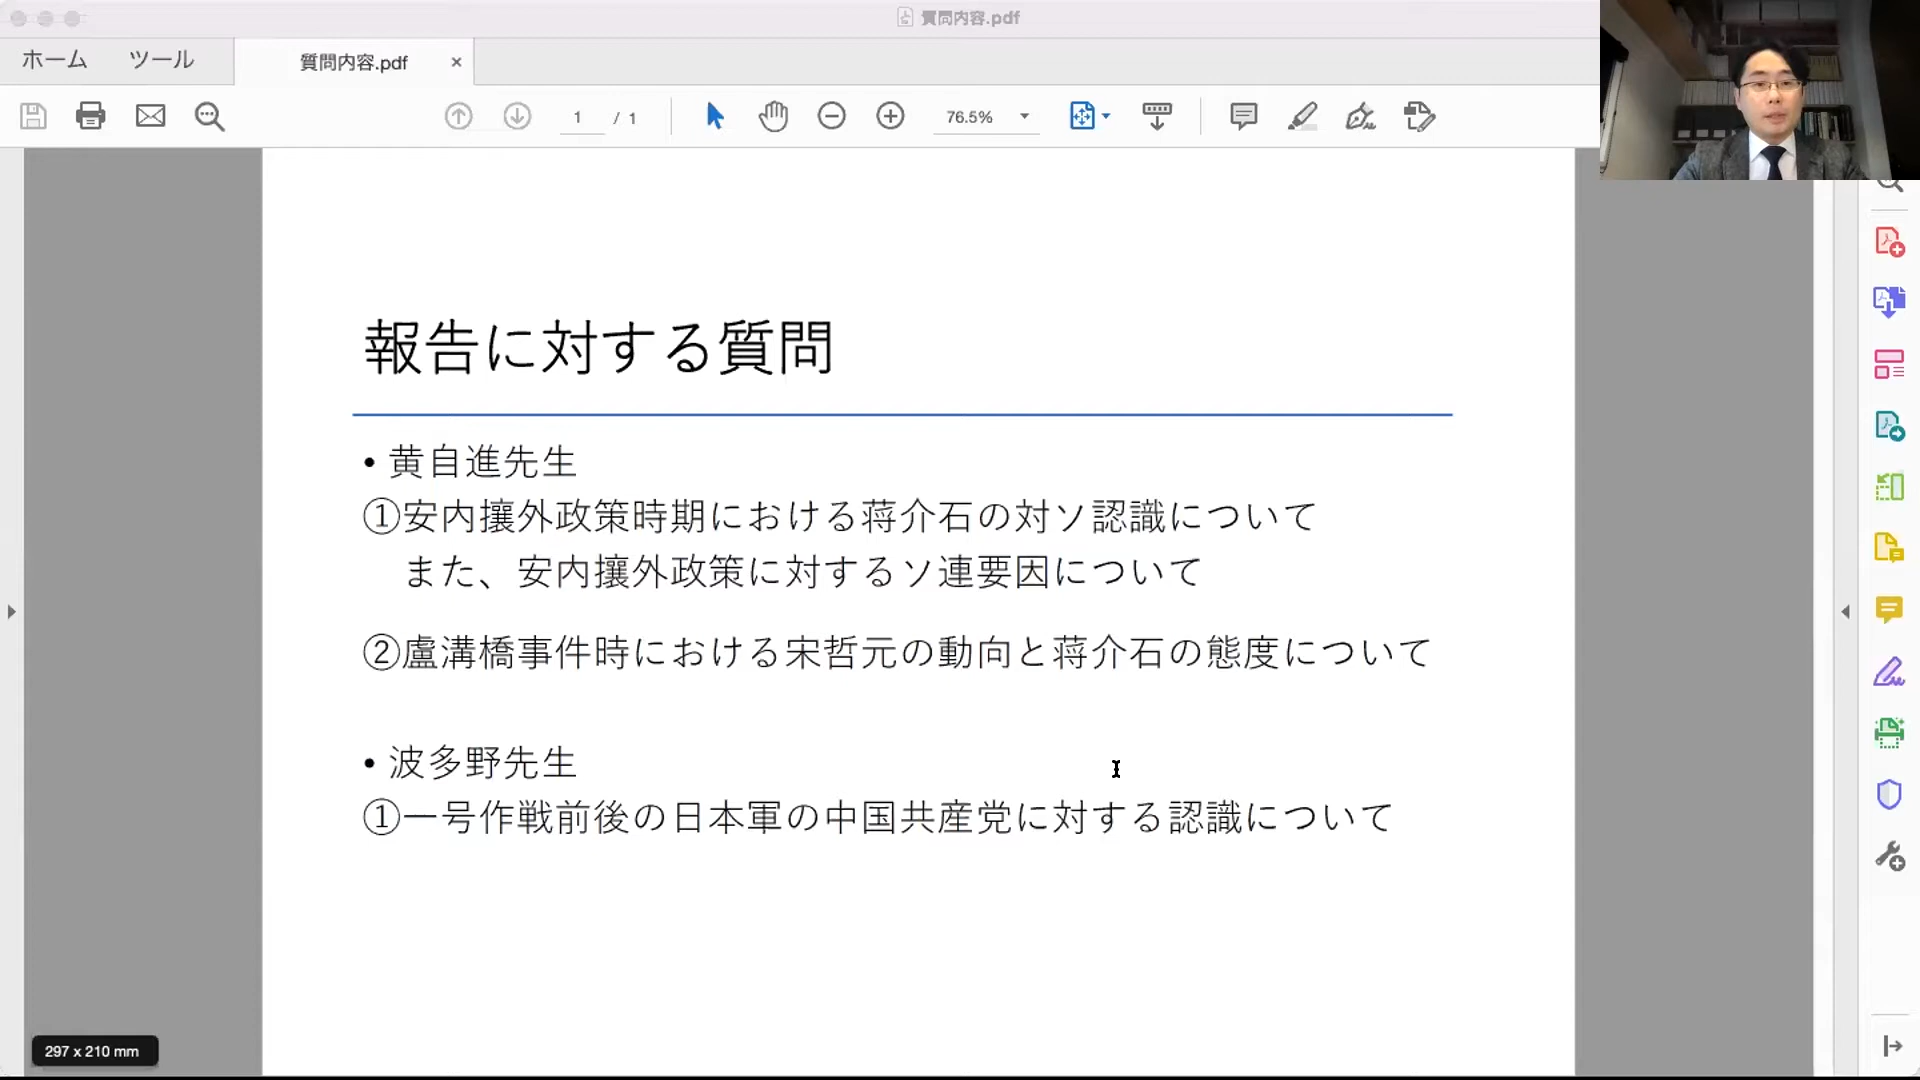 質問内容.pdf
ホーム ツール 質問内容.pdf ×
1 / 1 76.5%
報告に対する質問
• 黄自進先生
①安内攘外政策時期における蒋介石の対ソ認識について
また、安内攘外政策に対するソ連要因について
②盧溝橋事件時における宋哲元の動向と蒋介石の態度について
• 波多野先生
①一号作戦前後の日本軍の中国共産党に対する認識について
297 x 210 mm